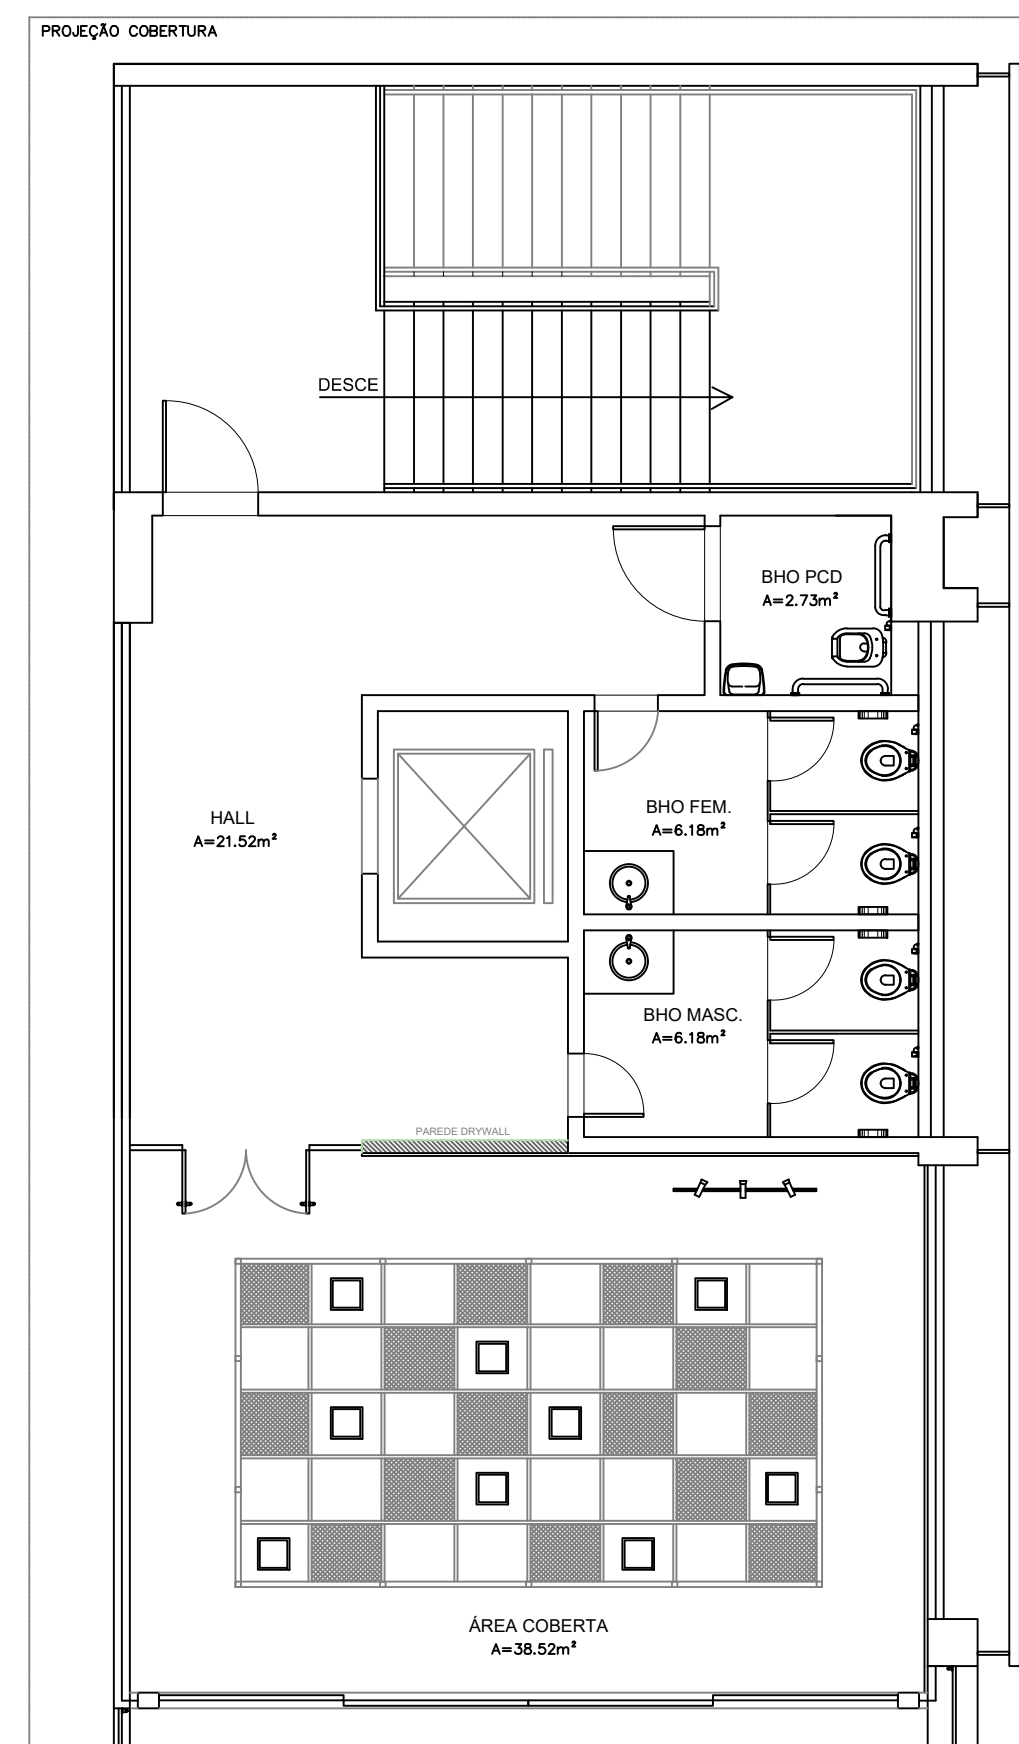 PROJEÇÃO COBERTURA
DESCE
BHO PCD
A=2.73m²
HALL
A=21.52m²
BHO FEM.
A=6.18m²
BHO MASC.
A=6.18m²
PAREDE DRYWALL
ÁREA COBERTA
A=38.52m²